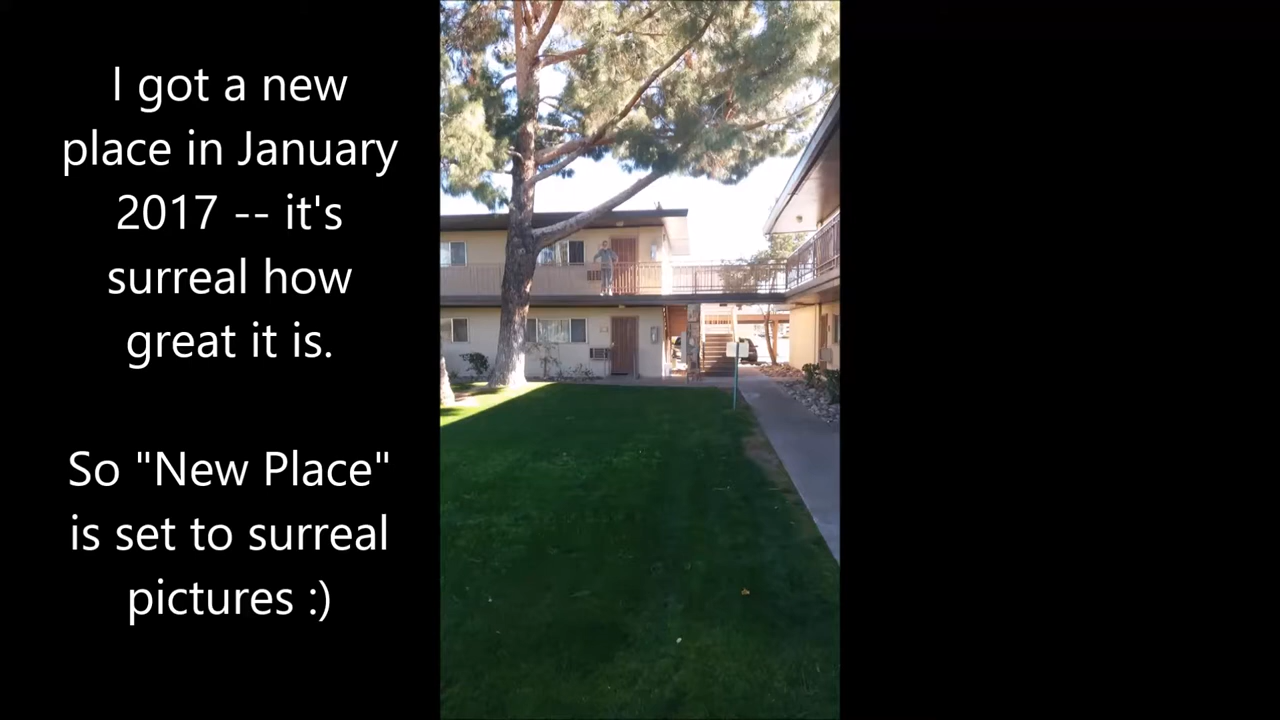 I got a new
place in January
2017 -- it's
surreal how
great it is.
So "New Place"
is set to surreal
pictures :)